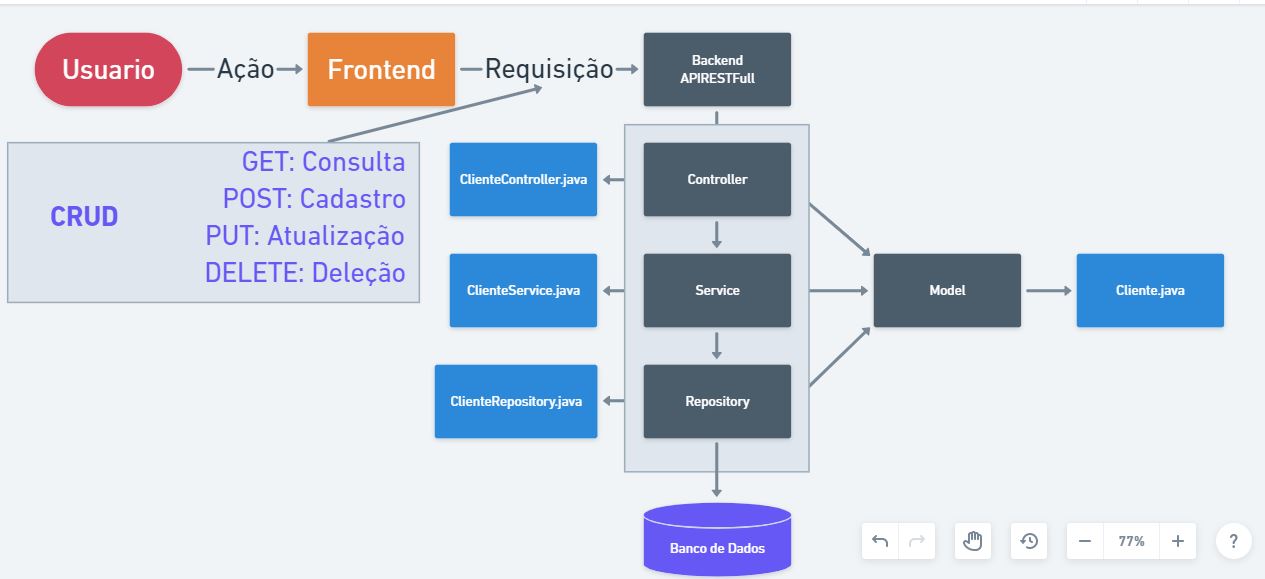 Usuario
Ação
Frontend
Requisição
Backend
APIRESTFull
CRUD
GET: Consulta
POST: Cadastro
PUT: Atualização
DELETE: Deleção
ClienteController.java
Controller
ClienteService.java
Service
Model
Cliente.java
ClienteRepository.java
Repository
Banco de Dados
77%
?